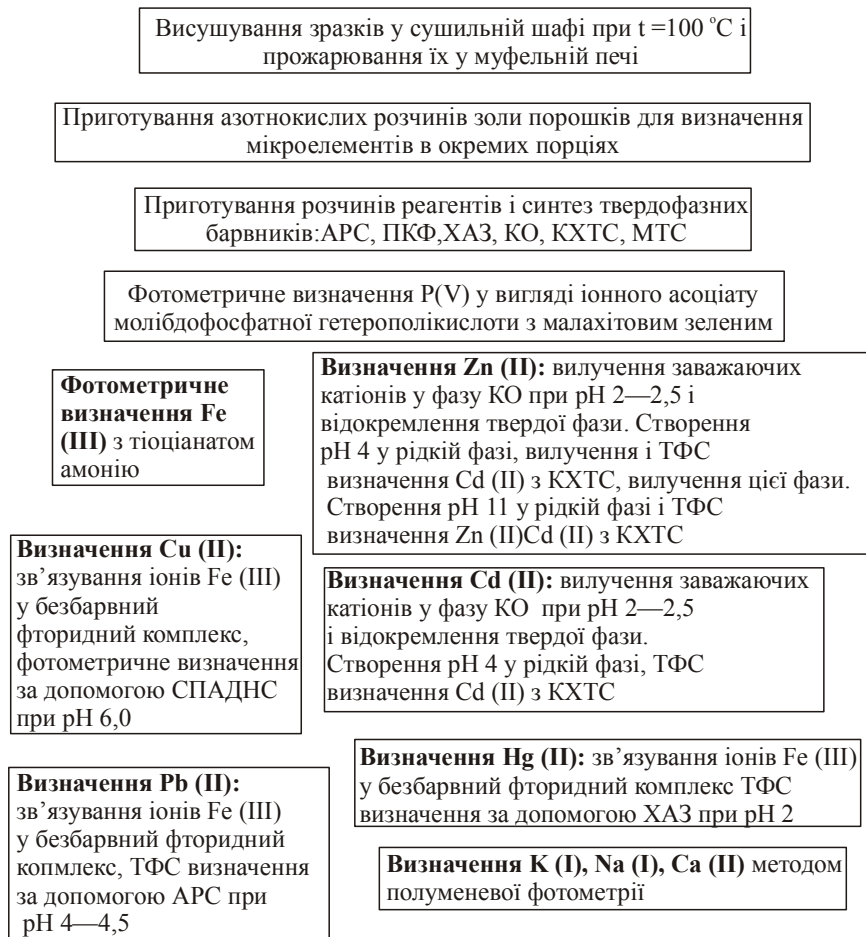 Висушування зразків у сушильній шафі при t =100 °С і
прожарювання їх у муфельній печі
Приготування азотнокислих розчинів золи порошків для визначення
мікроелементів в окремих порціях
Приготування розчинів реагентів і синтез твердофазних
барвників:АРС, ПКФ,ХАЗ, КО, КХТС, МТС
Фотометричне визначення P(V) у вигляді іонного асоціату
молібдофосфатної гетерополікислоти з малахітовим зеленим
Фотометричне
визначення Fe
(III) з тіоціанатом
амонію
Визначення Zn (II): вилучення заважаючих
катіонів у фазу КО при рН 2—2,5 і
відокремлення твердої фази. Створення
рН 4 у рідкій фазі, вилучення і ТФС
визначення Cd (II) з КХТС, вилучення цієї фази.
Створення рН 11 у рідкій фазі і ТФС
визначення Zn (II)Cd (II) з КХТС
Визначення Cu (II):
зв’язування іонів Fe (III)
у безбарвний
фторидний комплекс,
фотометричне визначення
за допомогою СПАДНС
при рН 6,0
Визначення Cd (II): вилучення заважаючих
катіонів у фазу КО при рН 2—2,5
і відокремлення твердої фази.
Створення рН 4 у рідкій фазі, ТФС
визначення Cd (II) з КХТС
Визначення Hg (II): зв’язування іонів Fe (III)
у безбарвний фторидний комплекс ТФС
визначення за допомогою ХАЗ при рН 2
Визначення Pb (II):
зв’язування іонів Fe (III)
у безбарвний фторидний
копмлекс, ТФС визначення
за допомогою АРС при
рН 4—4,5
Визначення K (I), Na (I), Ca (II) методом
полуменевої фотометрії